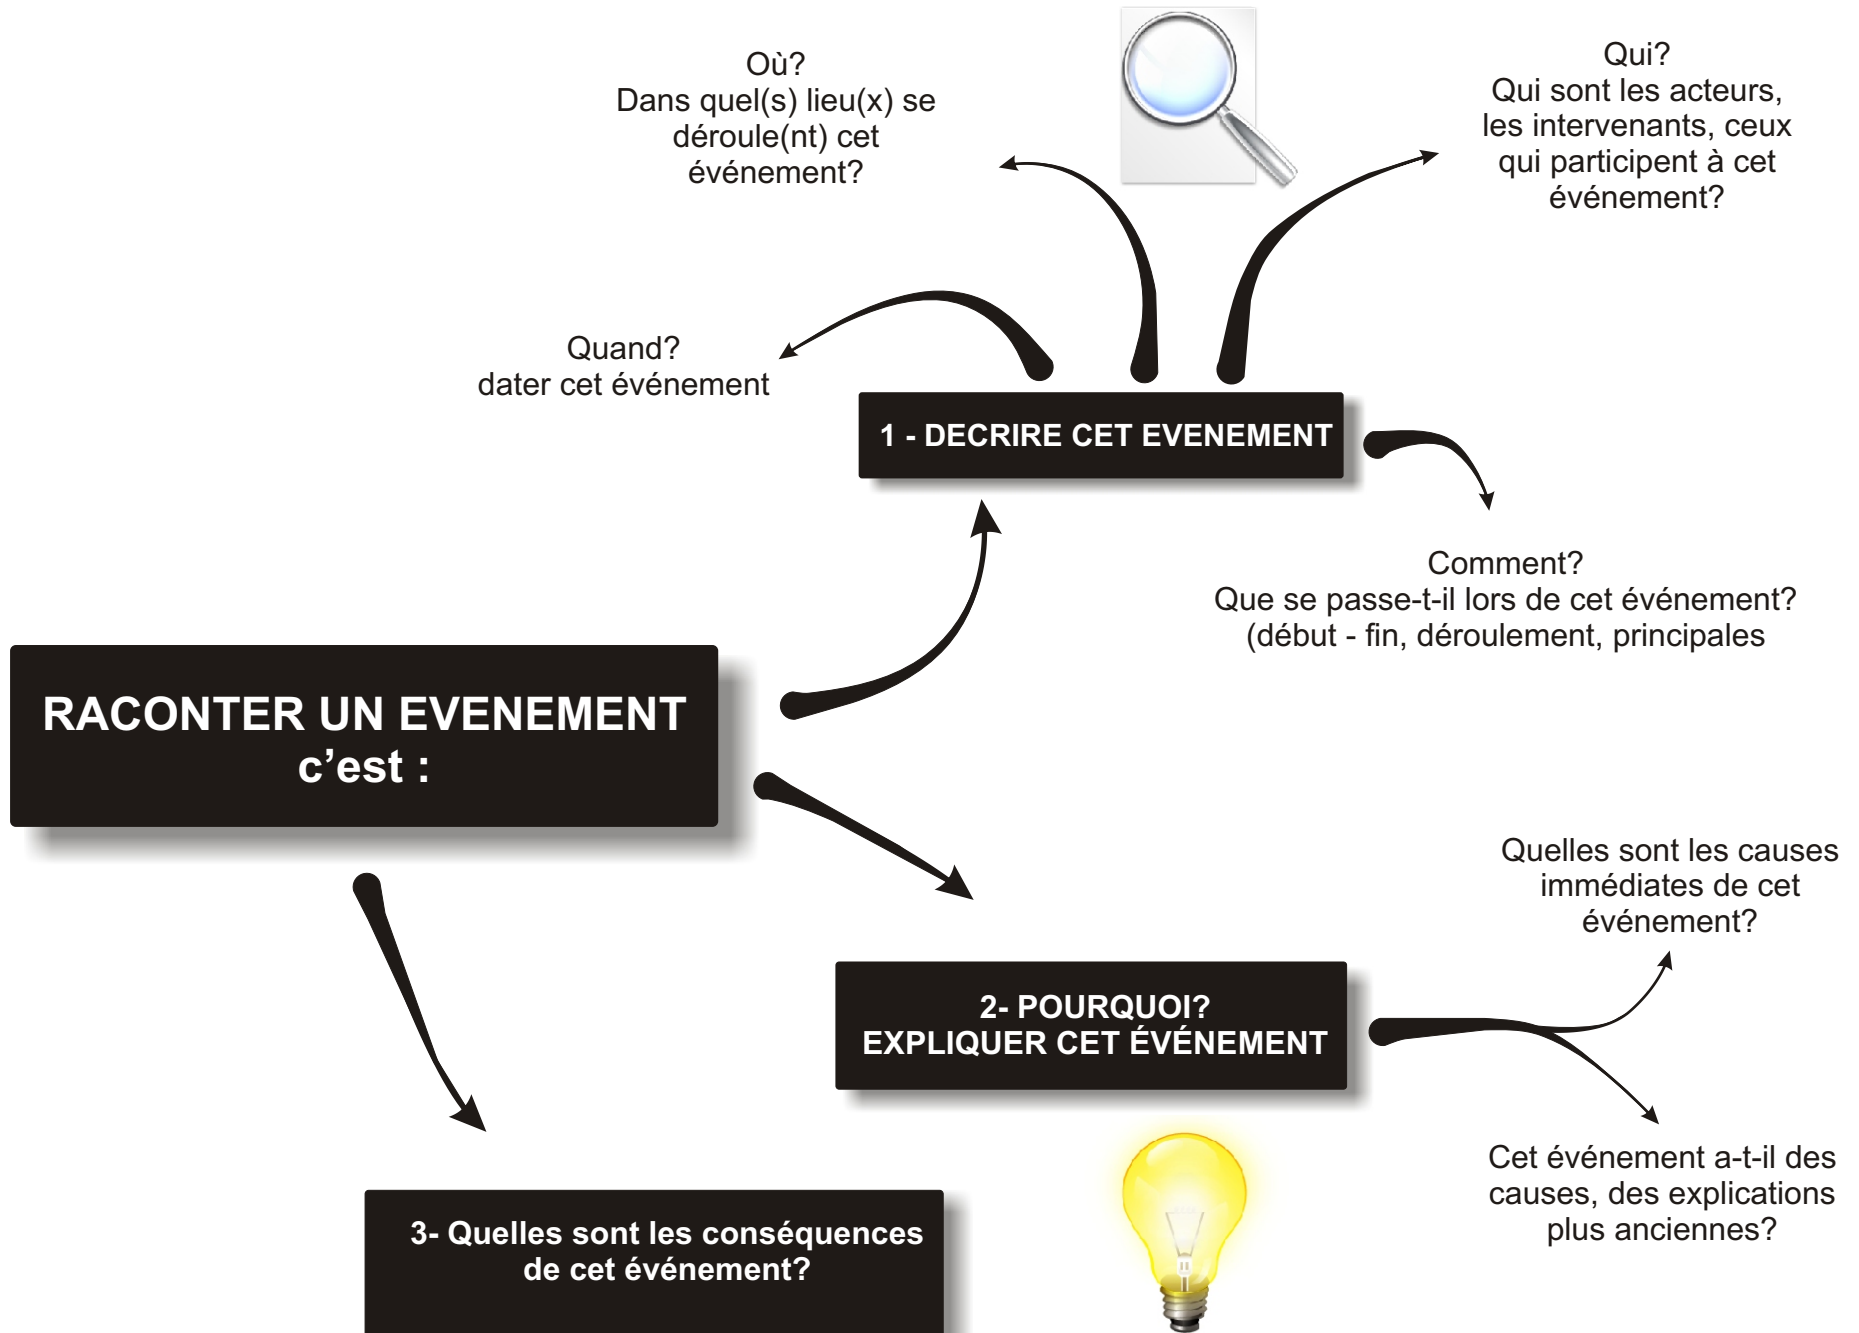 Où?
Dans quel(s) lieu(x) se
déroule(nt) cet
événement?
Qui?
Qui sont les acteurs,
les intervenants, ceux
qui participent à cet
événement?
Quand?
dater cet événement
1 - DECRIRE CET EVENEMENT
Comment?
Que se passe-t-il lors de cet événement?
(début - fin, déroulement, principales
RACONTER UN EVENEMENT
c’est :
Quelles sont les causes
immédiates de cet
événement?
2- POURQUOI?
EXPLIQUER CET ÉVÉNEMENT
Cet événement a-t-il des
causes, des explications
plus anciennes?
3- Quelles sont les conséquences
de cet événement?